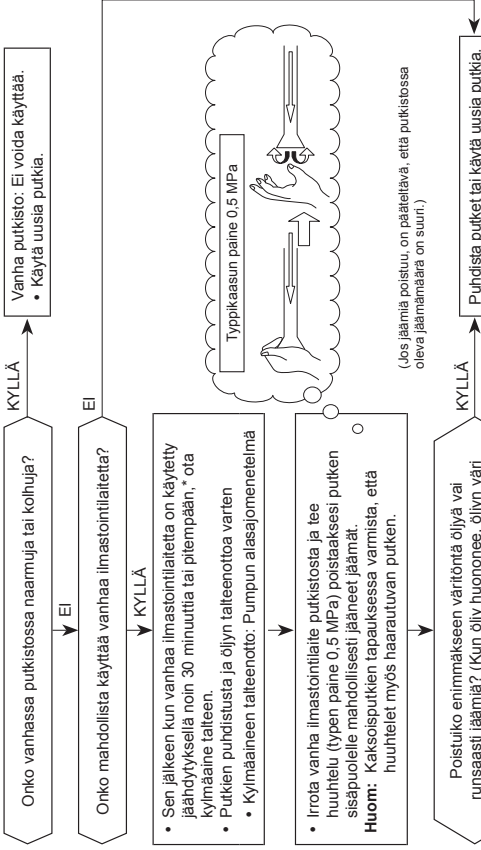 Onko vanhassa putkistossa naarmuja tai kolhuja?
KYLLÄ
Vanha putkisto: Ei voida käyttää.
• Käytä uusia putkia.
EI
Onko mahdollista käyttää vanhaa ilmastointilaitetta?
EI
KYLLÄ
• Sen jälkeen kun vanhaa ilmastointilaitetta on käytetty
jäähdytyksellä noin 30 minuuttia tai pitempään,* ota
kylmäaine talteen.
• Putkien puhdistusta ja öljyn talteenottoa varten
• Kylmäaineen talteenotto: Pumpun alasajomenetelmä
Typpikaasun paine 0,5 MPa
• Irrota vanha ilmastointilaite putkistosta ja tee
huuhtelu (typen paine 0,5 MPa) poistaaksesi putken
sisäpuolelle mahdollisesti jääneet jäämät.
Huom: Kaksoisputkien tapauksessa varmista, että
huuhtelet myös haarautuvan putken.
(Jos jäämiä poistuu, on pääteltävä, että putkistossa
oleva jäämämäärä on suuri.)
Poistuiko enimmäkseen väritöntä öljyä vai
runsaasti jäämiä? (Kun öljy huononee, öljyn väri
KYLLÄ
Puhdista putket tai käytä uusia putkia.